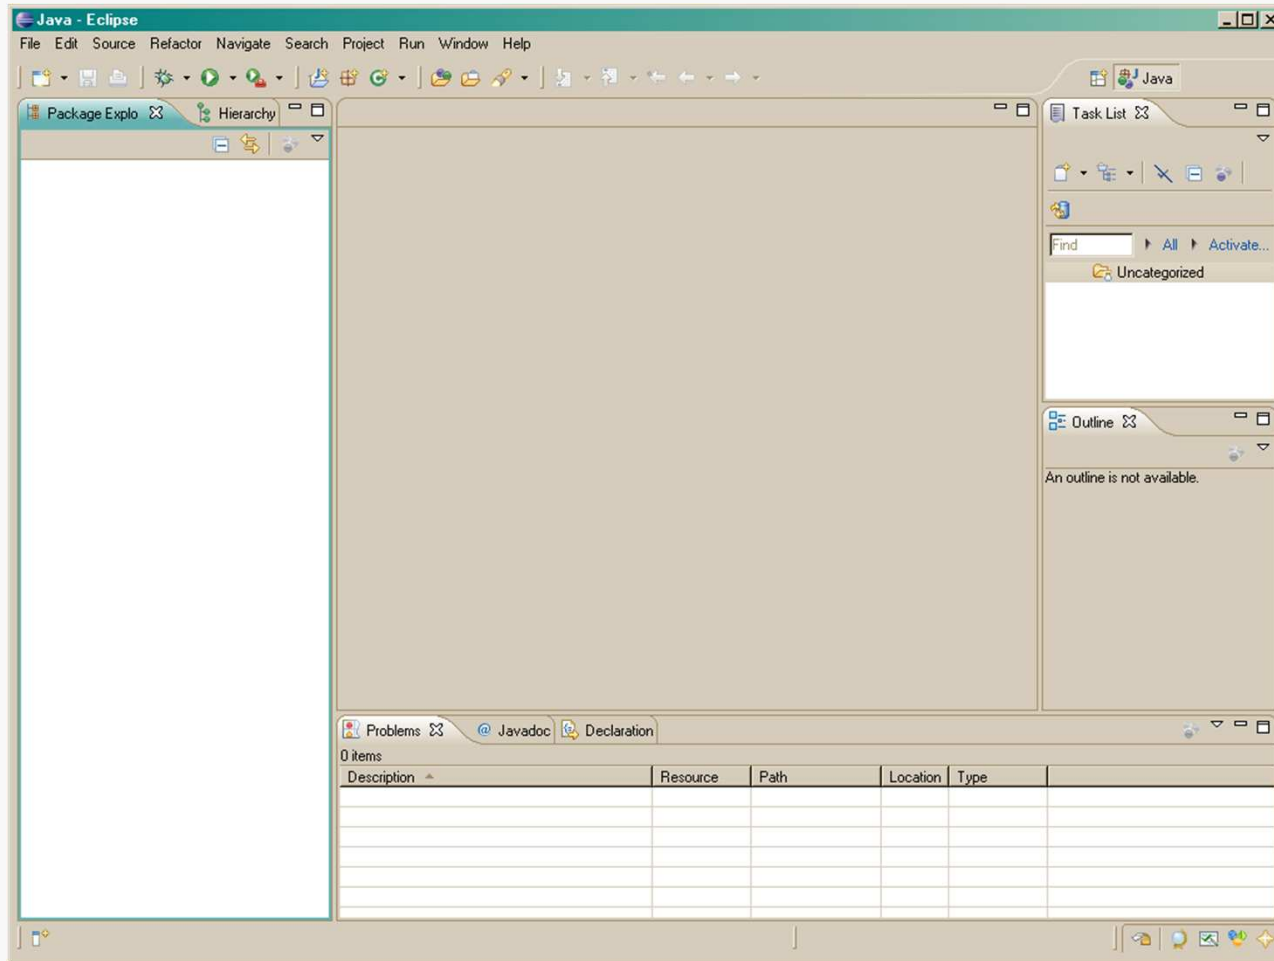 Java - Eclipse
File Edit Source Refactor Navigate Search Project Run Window Help
Java
Package Explo Hierarchy
Task List
Find All Activate...
Uncategorized
Outline
An outline is not available.
Problems @ Javadoc Declaration
0 items
Description Resource Path Location Type